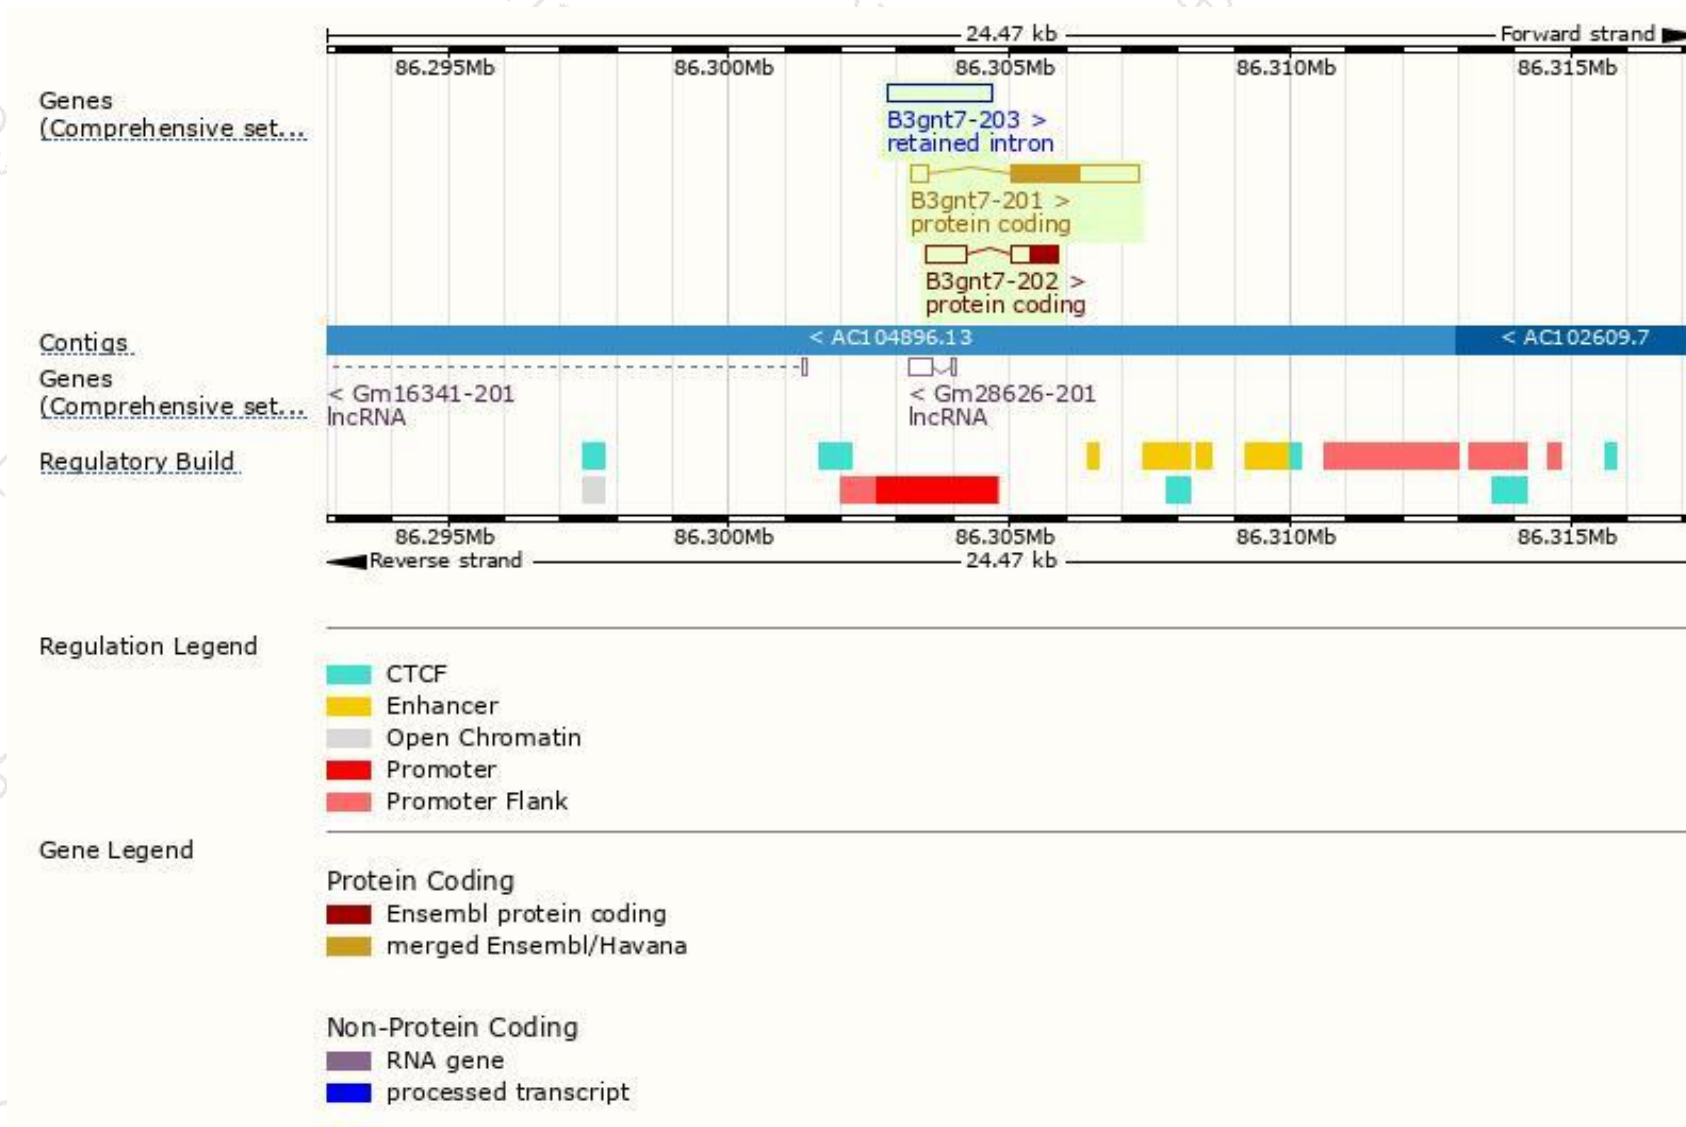 24.47 kb Forward strand
86.295Mb 86.300Mb 86.305Mb 86.310Mb 86.315Mb
Genes
(Comprehensive set...
B3gnt7-203 >
retained intron
B3gnt7-201 >
protein coding
B3gnt7-202 >
protein coding
Contigs < AC104896.13 < AC102609.7
Genes
(Comprehensive set...
< Gm16341-201 < Gm28626-201
lncRNA lncRNA
Regulatory Build
86.295Mb 86.300Mb 86.305Mb 86.310Mb 86.315Mb
Reverse strand 24.47 kb
Regulation Legend
CTCF
Enhancer
Open Chromatin
Promoter
Promoter Flank
Gene Legend
Protein Coding
Ensembl protein coding
merged Ensembl/Havana
Non-Protein Coding
RNA gene
processed transcript